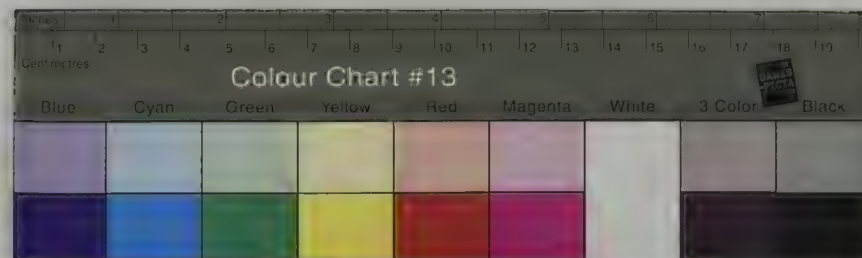 2 3 4 5 6 7
1 2 3 4 5 6 7 8 9 10 11 12 13 14 15 16 17 18 19
Centimetres
Colour Chart #13
Blue Cyan Green Yellow Red Magenta White 3 Color Black